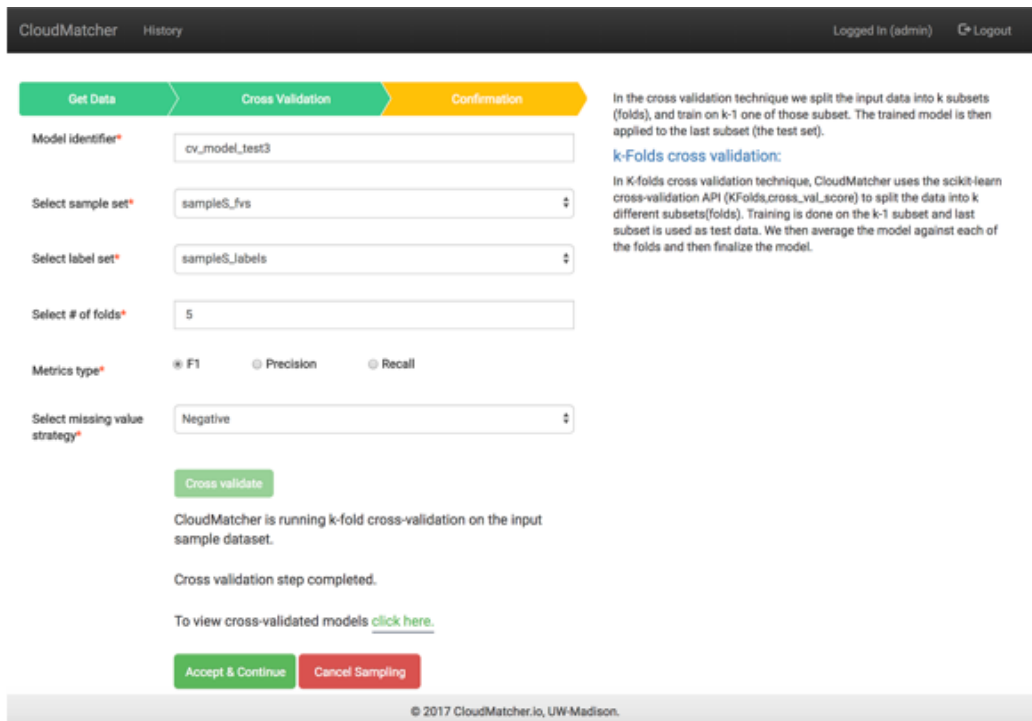 CloudMatcher History Logged In (admin) Logout
Get Data Cross Validation Confirmation
Model identifier*
cv_model_test3
Select sample set*
sampleS_fvs
Select label set*
sampleS_labels
Select # of folds*
5
Metrics type*
F1 Precision Recall
Select missing value
strategy*
Negative
Cross validate
CloudMatcher is running k-fold cross-validation on the input
sample dataset.
Cross validation step completed.
To view cross-validated models click here.
Accept & Continue Cancel Sampling
In the cross validation technique we split the input data into k subsets
(folds), and train on k-1 one of those subset. The trained model is then
applied to the last subset (the test set).
k-Folds cross validation:
In K-folds cross validation technique, CloudMatcher uses the scikit-learn
cross-validation API (KFolds,cross_val_score) to split the data into k
different subsets(folds). Training is done on the k-1 subset and last
subset is used as test data. We then average the model against each of
the folds and then finalize the model.
© 2017 CloudMatcher.io, UW-Madison.